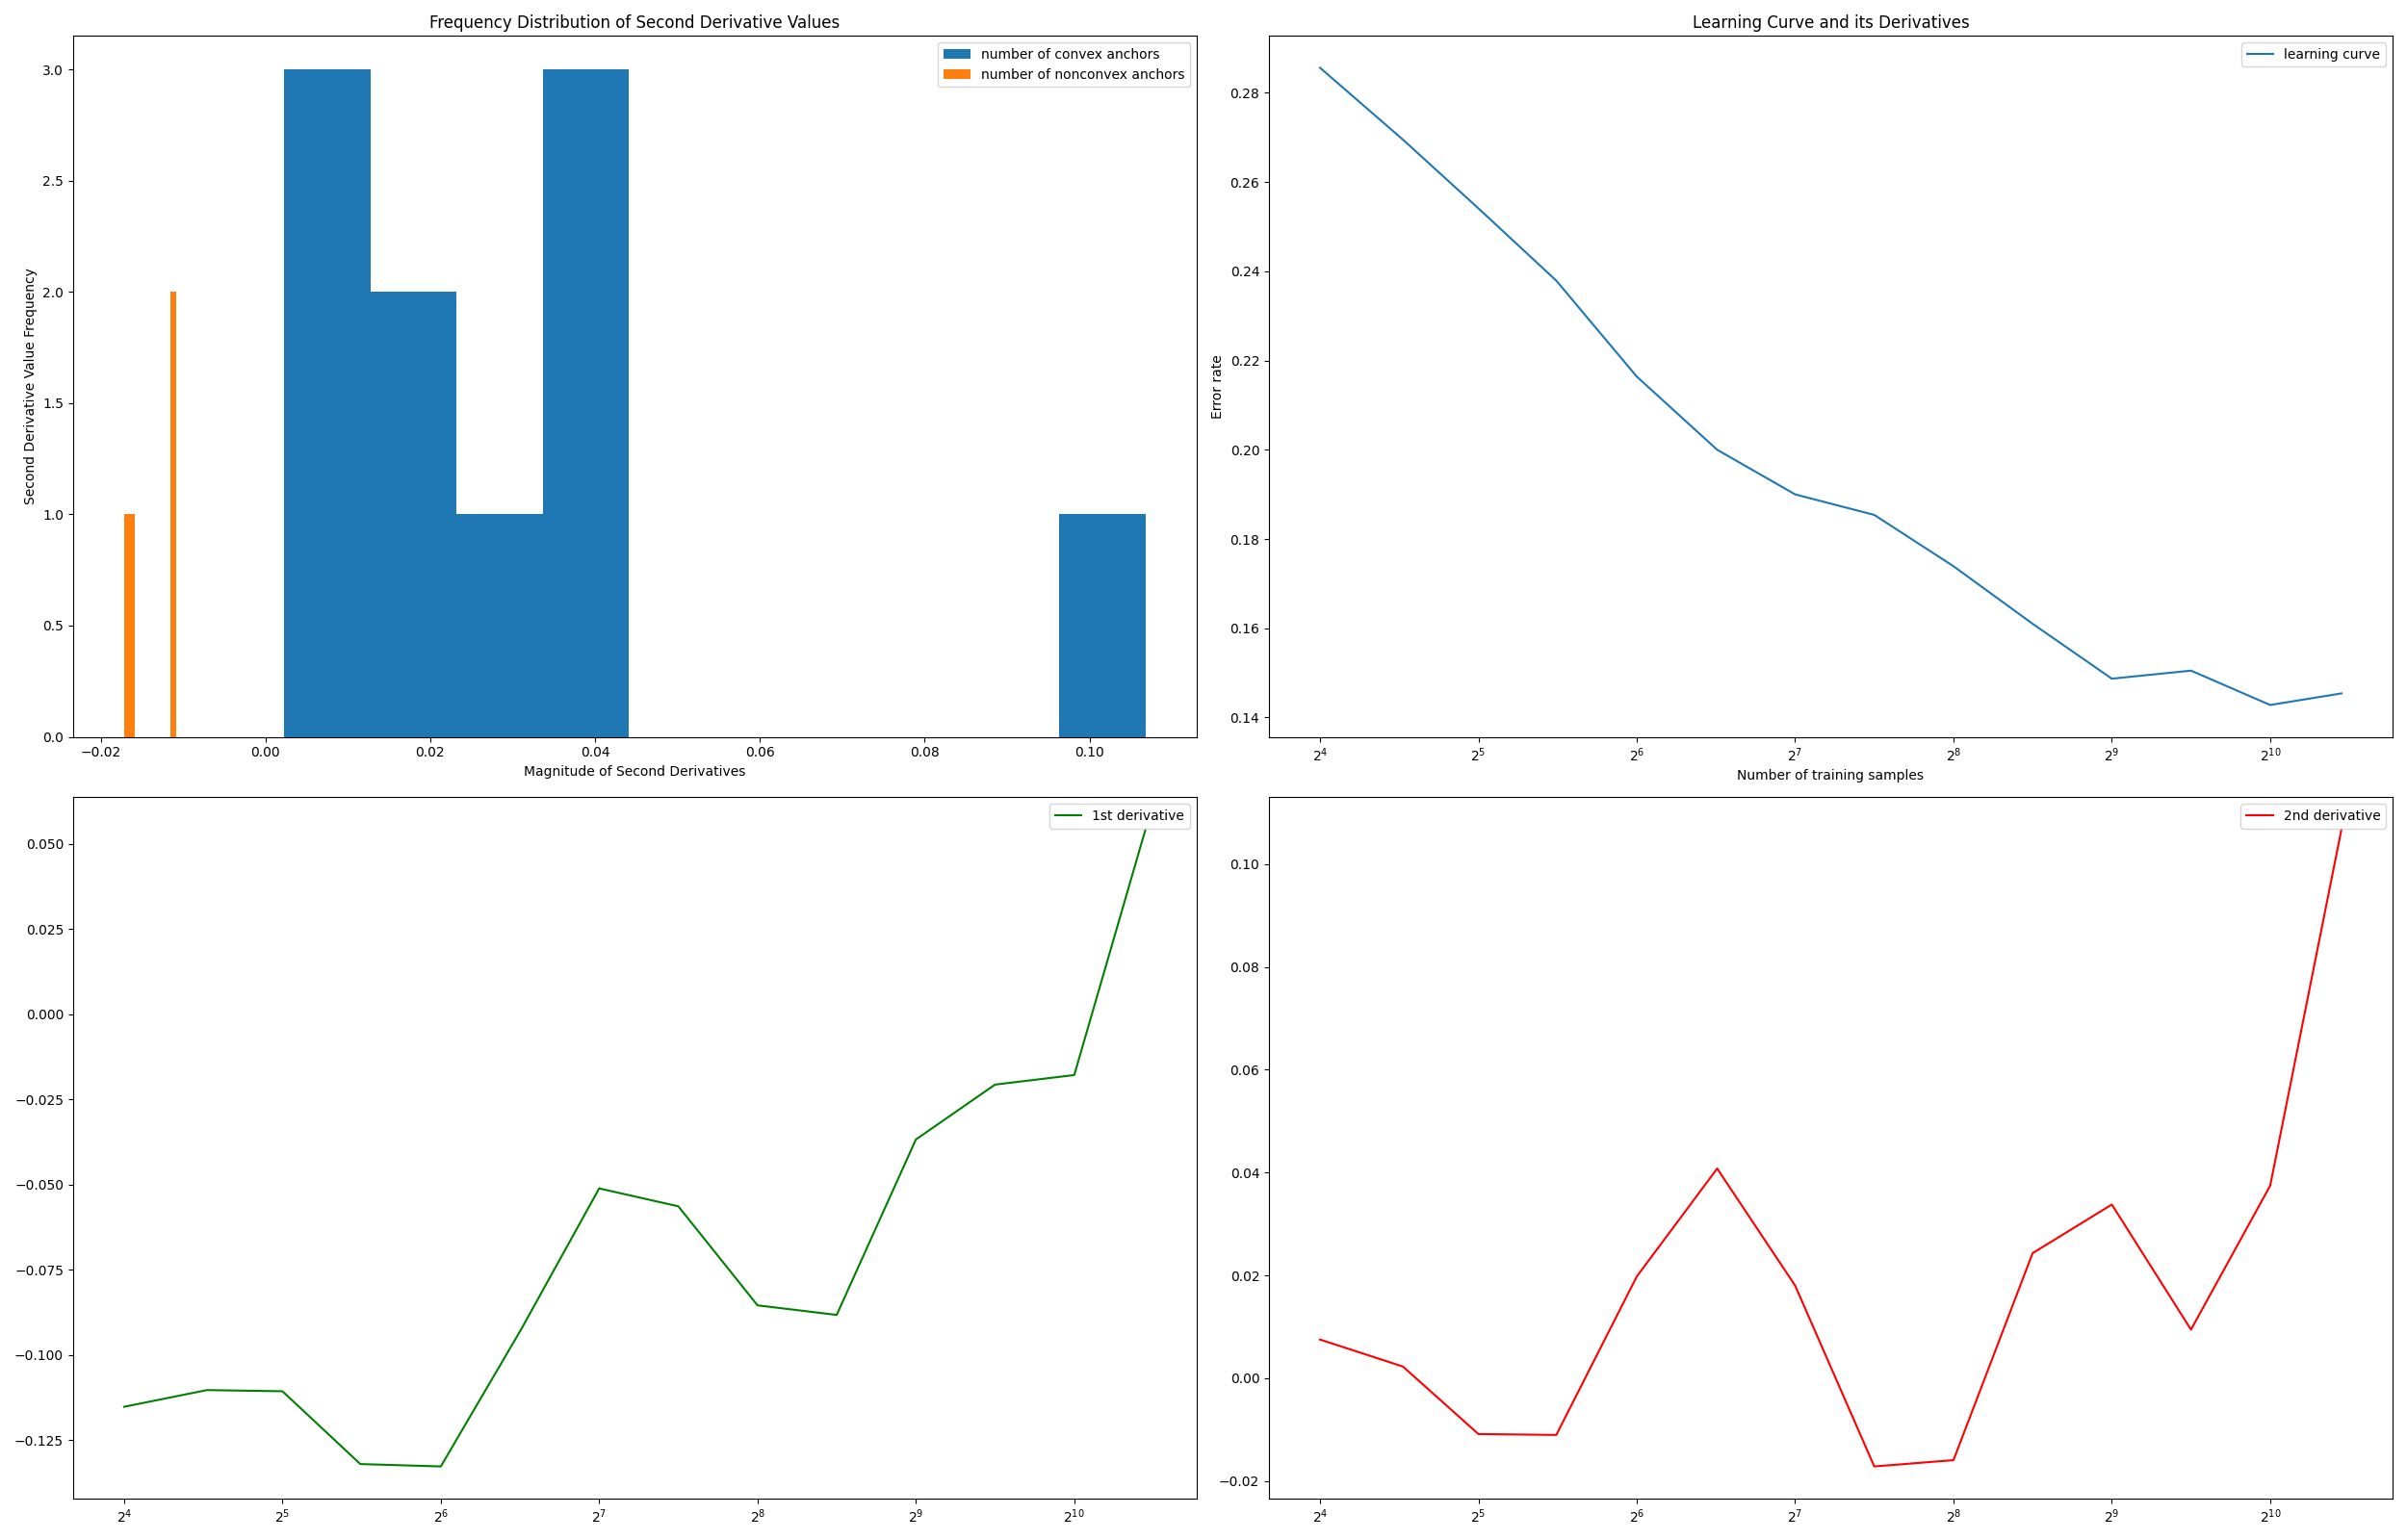 Frequency Distribution of Second Derivative Values
number of convex anchors
number of nonconvex anchors
Second Derivative Value Frequency
3.0
2.5
2.0
1.5
1.0
0.5
0.0
−0.02 0.00 0.02 0.04 0.06 0.08 0.10
Magnitude of Second Derivatives
Learning Curve and its Derivatives
learning curve
Error rate
0.28
0.26
0.24
0.22
0.20
0.18
0.16
0.14
2⁴ 2⁵ 2⁶ 2⁷ 2⁸ 2⁹ 2¹⁰
Number of training samples
1st derivative
0.050
0.025
0.000
−0.025
−0.050
−0.075
−0.100
−0.125
2⁴ 2⁵ 2⁶ 2⁷ 2⁸ 2⁹ 2¹⁰
2nd derivative
0.10
0.08
0.06
0.04
0.02
0.00
−0.02
2⁴ 2⁵ 2⁶ 2⁷ 2⁸ 2⁹ 2¹⁰